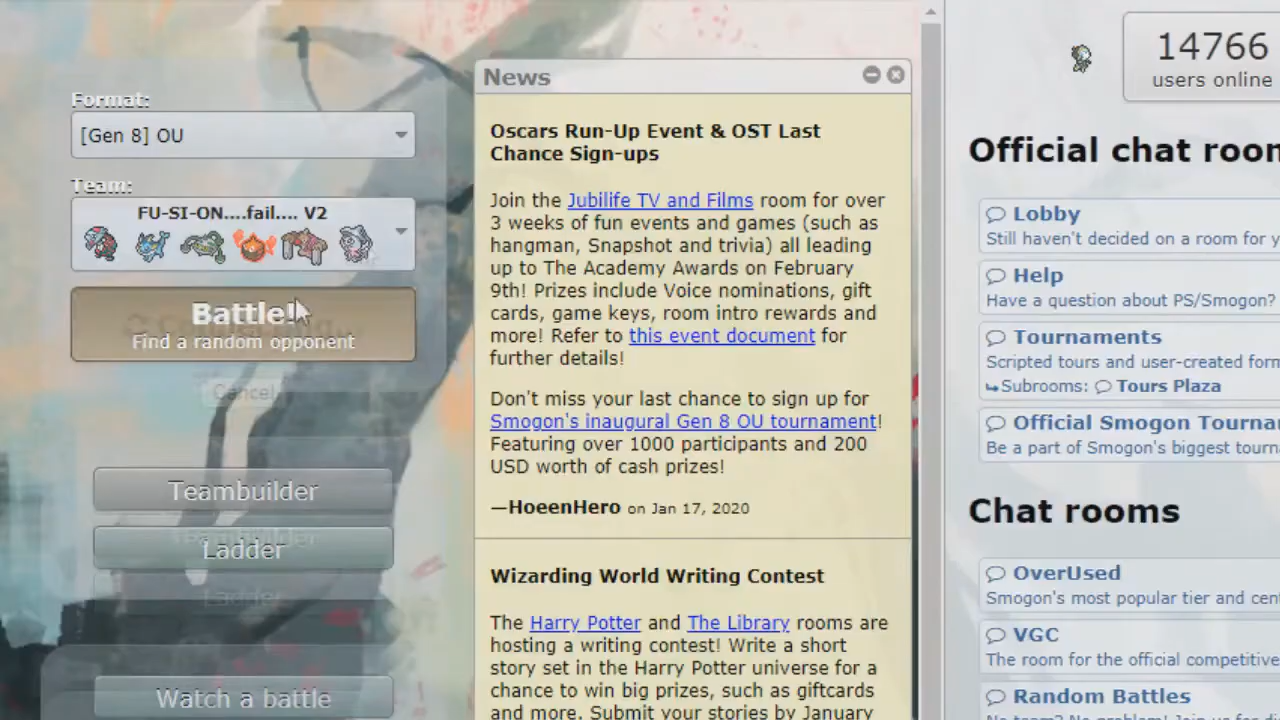 Format:
[Gen 8] OU
Team:
FU-SI-ON....fail.... V2
Battle!
Find a random opponent
Cancel
Teambuilder
Ladder
Watch a battle
News
Oscars Run-Up Event & OST Last
Chance Sign-ups
Join the Jubilife TV and Films room for over
3 weeks of fun events and games (such as
hangman, Snapshot and trivia) all leading
up to The Academy Awards on February
9th! Prizes include Voice nominations, gift
cards, game keys, room intro rewards and
more! Refer to this event document for
further details!
Don't miss your last chance to sign up for
Smogon's inaugural Gen 8 OU tournament!
Featuring over 1000 participants and 200
USD worth of cash prizes!
—HoeenHero on Jan 17, 2020
Wizarding World Writing Contest
The Harry Potter and The Library rooms are
hosting a writing contest! Write a short
story set in the Harry Potter universe for a
chance to win big prizes, such as giftcards
and more. Submit your stories by January
14766
users online
Official chat room
Lobby
Still haven't decided on a room for y
Help
Have a question about PS/Smogon?
Tournaments
Scripted tours and user-created form
↳Subrooms: Tours Plaza
Official Smogon Tourna
Be a part of Smogon's biggest tourn
Chat rooms
OverUsed
Smogon's most popular tier and cent
VGC
The room for the official competitive
Random Battles